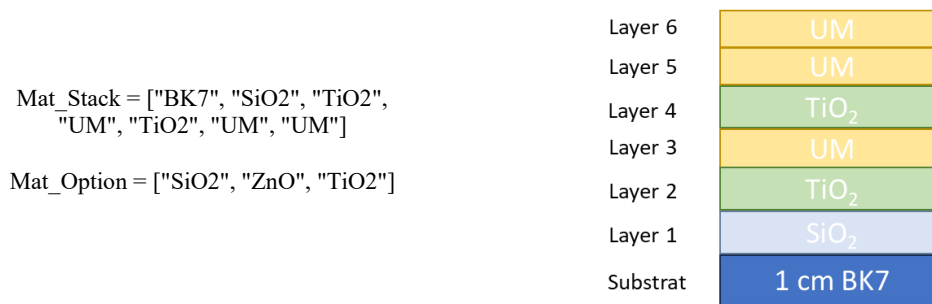 Mat_Stack = ["BK7", "SiO2", "TiO2",
"UM", "TiO2", "UM", "UM"]
Mat_Option = ["SiO2", "ZnO", "TiO2"]
Layer 6 UM
Layer 5 UM
Layer 4 TiO₂
Layer 3 UM
Layer 2 TiO₂
Layer 1 SiO₂
Substrat 1 cm BK7